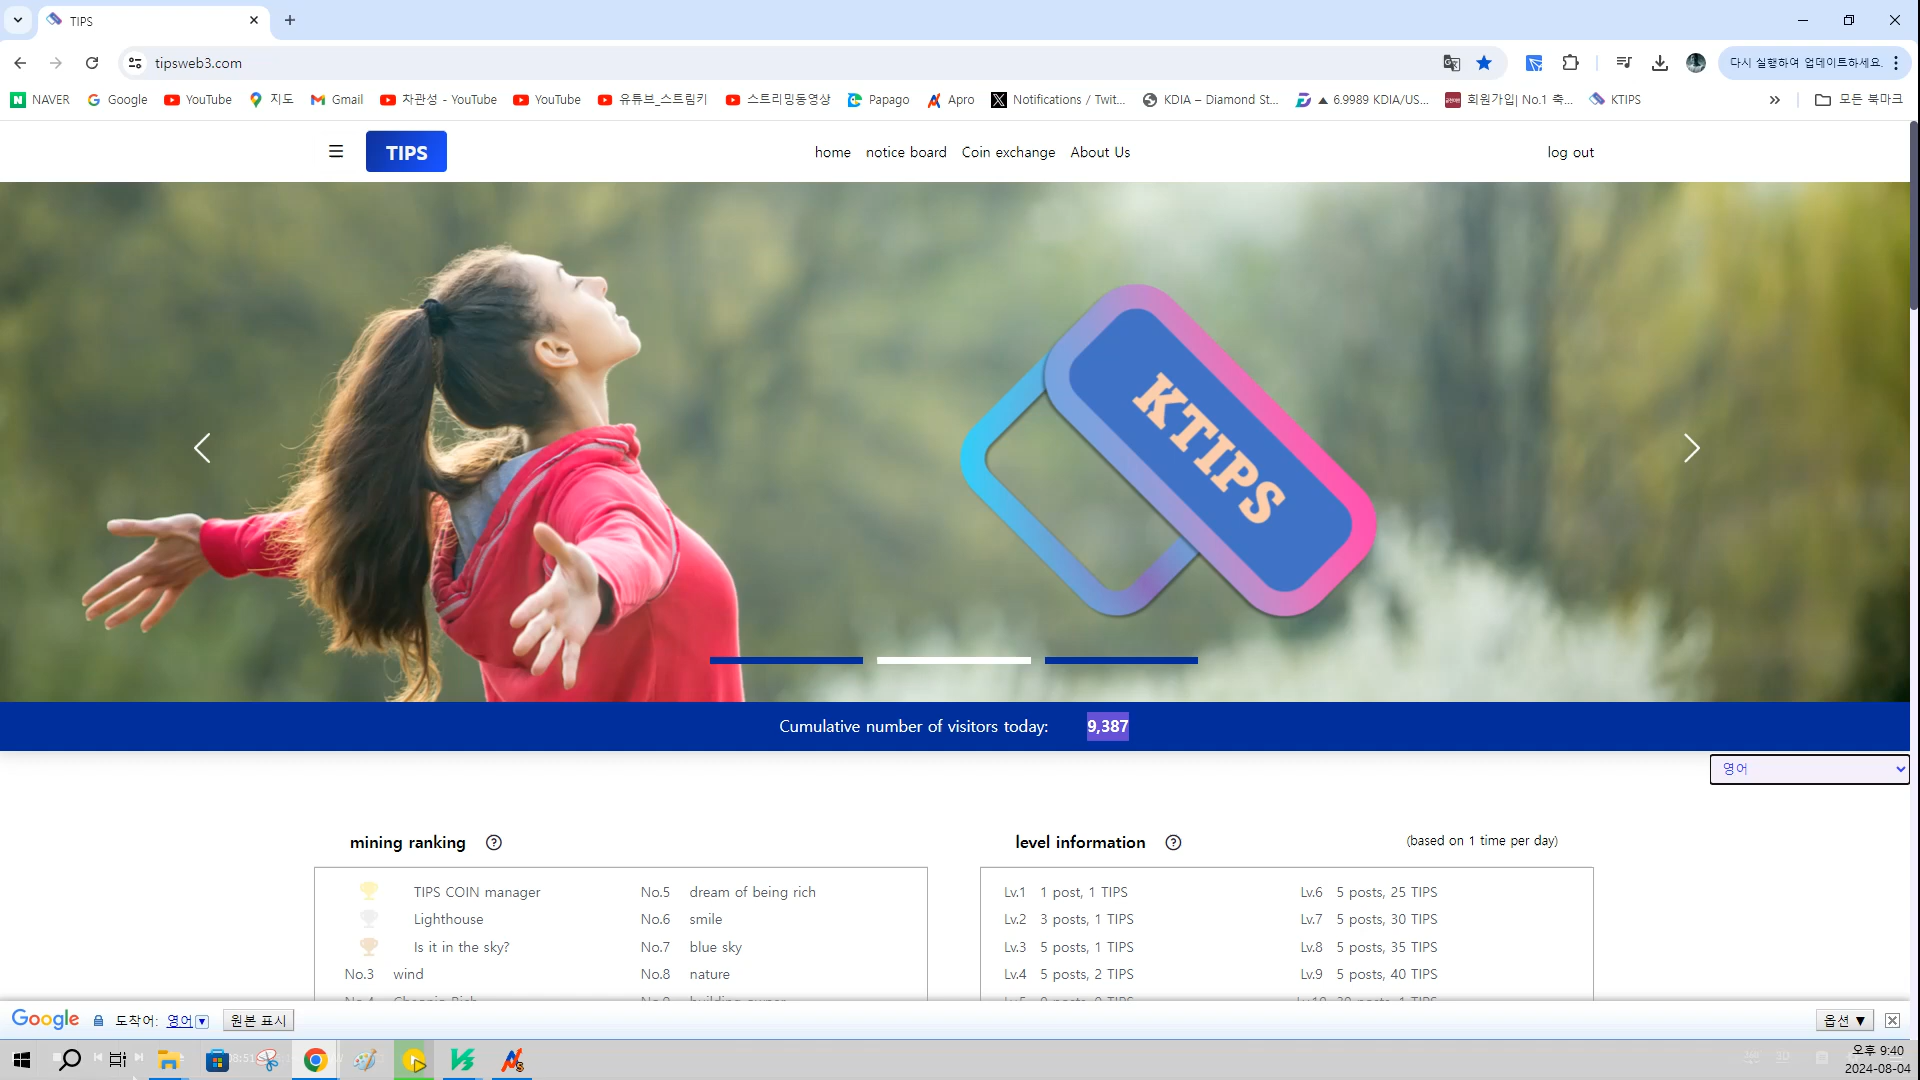 TIPS
tipsweb3.com
다시 실행하여 업데이트하세요.
NAVER Google YouTube 지도 Gmail 차관성 - YouTube YouTube 유튜브_스트림키 스트리밍동영상 Papago Apro Notifications / Twit... KDIA – Diamond St... ▲ 6.9989 KDIA/US... 회원가입| No.1 축... KTIPS » 모든 북마크
TIPS home notice board Coin exchange About Us log out
KTIPS
Cumulative number of visitors today: 9,387
영어
mining ranking level information (based on 1 time per day)
TIPS COIN manager No.5 dream of being rich Lv.1 1 post, 1 TIPS Lv.6 5 posts, 25 TIPS
Lighthouse No.6 smile Lv.2 3 posts, 1 TIPS Lv.7 5 posts, 30 TIPS
Is it in the sky? No.7 blue sky Lv.3 5 posts, 1 TIPS Lv.8 5 posts, 35 TIPS
No.3 wind No.8 nature Lv.4 5 posts, 2 TIPS Lv.9 5 posts, 40 TIPS
Google 도착어: 영어▼ 원본 표시 옵션 ▼
오후 9:40
2024-08-04